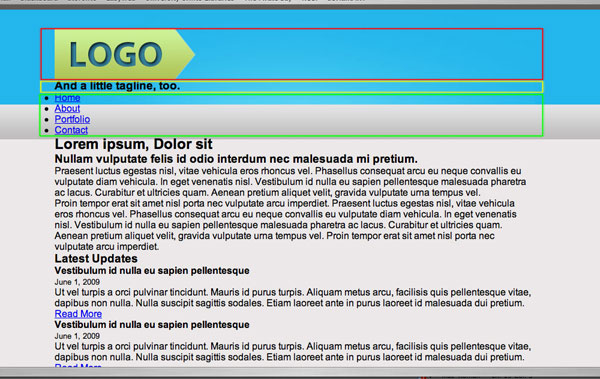 LOGO
And a little tagline, too.
Home
About
Portfolio
Contact
Lorem ipsum, Dolor sit
Nullam vulputate felis id odio interdum nec malesuada mi pretium.
Praesent luctus egestas nisl, vitae vehicula eros rhoncus vel. Phasellus consequat arcu eu neque convallis eu
vulputate diam vehicula. In eget venenatis nisl. Vestibulum id nulla eu sapien pellentesque malesuada pharetra
ac lacus. Curabitur et ultricies quam. Aenean pretium aliquet velit, gravida vulputate urna tempus vel.
Proin tempor erat sit amet nisl porta nec vulputate arcu imperdiet. Praesent luctus egestas nisl, vitae vehicula
eros rhoncus vel. Phasellus consequat arcu eu neque convallis eu vulputate diam vehicula. In eget venenatis
nisl. Vestibulum id nulla eu sapien pellentesque malesuada pharetra ac lacus. Curabitur et ultricies quam.
Aenean pretium aliquet velit, gravida vulputate urna tempus vel. Proin tempor erat sit amet nisl porta nec
vulputate arcu imperdiet.
Latest Updates
Vestibulum id nulla eu sapien pellentesque
June 1, 2009
Ut vel turpis a orci pulvinar tincidunt. Mauris id purus turpis. Aliquam metus arcu, facilisis quis pellentesque vitae,
dapibus non nulla. Nulla suscipit sagittis sodales. Etiam laoreet ante in purus laoreet id malesuada dui pretium.
Read More
Vestibulum id nulla eu sapien pellentesque
June 1, 2009
Ut vel turpis a orci pulvinar tincidunt. Mauris id purus turpis. Aliquam metus arcu, facilisis quis pellentesque vitae,
dapibus non nulla. Nulla suscipit sagittis sodales. Etiam laoreet ante in purus laoreet id malesuada dui pretium.
Read More